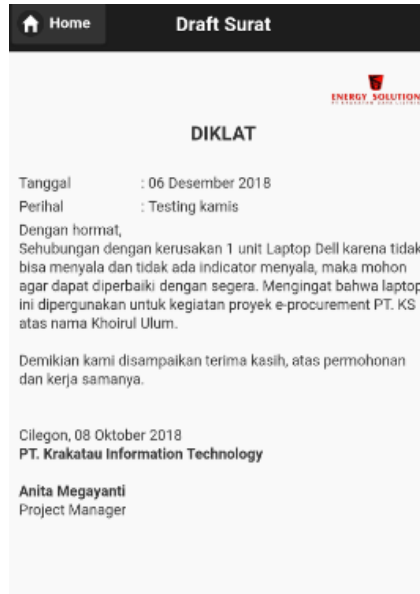 Home
Draft Surat
ENERGY SOLUTION
DIKLAT
Tanggal : 06 Desember 2018
Perihal : Testing kamis
Dengan hormat,
Sehubungan dengan kerusakan 1 unit Laptop Dell karena tidak
bisa menyala dan tidak ada indicator menyala, maka mohon
agar dapat diperbaiki dengan segera. Mengingat bahwa laptop
ini dipergunakan untuk kegiatan proyek e-procurement PT. KS
atas nama Khoirul Ulum.
Demikian kami disampaikan terima kasih, atas permohonan
dan kerja samanya.
Cilegon, 08 Oktober 2018
PT. Krakatau Information Technology
Anita Megayanti
Project Manager